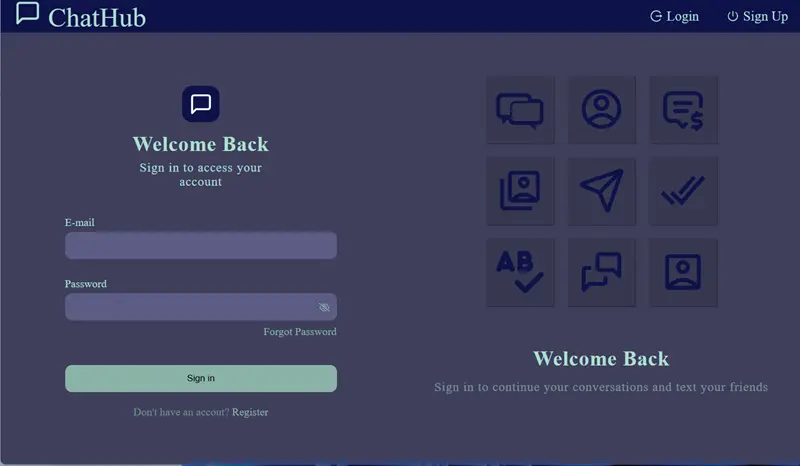 ChatHub
Login
Sign Up
Welcome Back
Sign in to access your
account
E-mail
Password
Forgot Password
Sign in
Don't have an accout? Register
AB
Welcome Back
Sign in to continue your conversations and text your friends